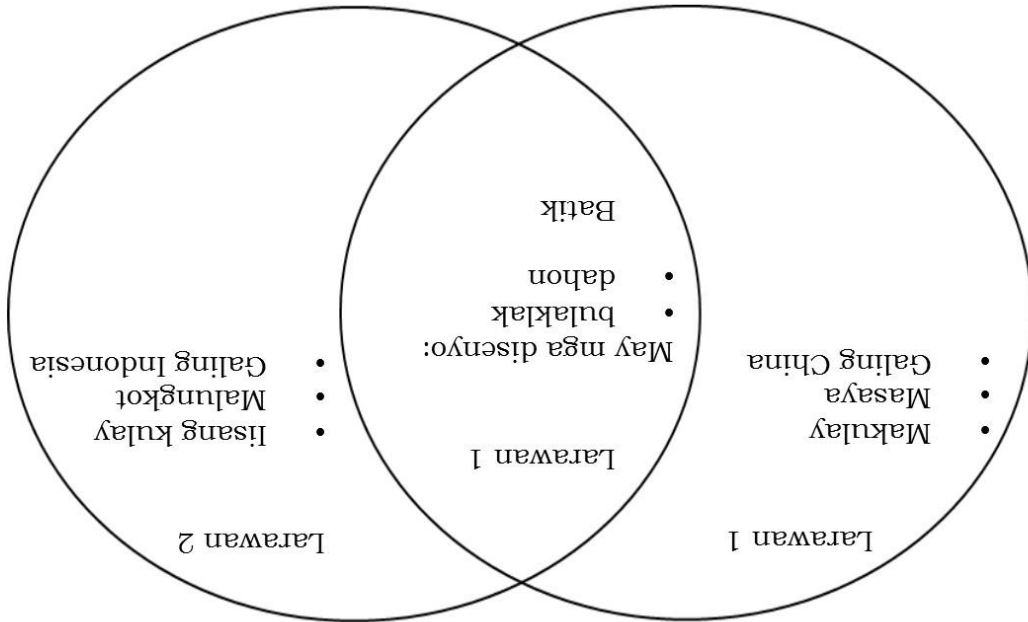 Larawan 1
• Makulay
• Masaya
• Galing China
Larawan 1
May mga disenyo:
• bulaklak
• dahon
Batik
Larawan 2
• Iisang kulay
• Malungkot
• Galing Indonesia